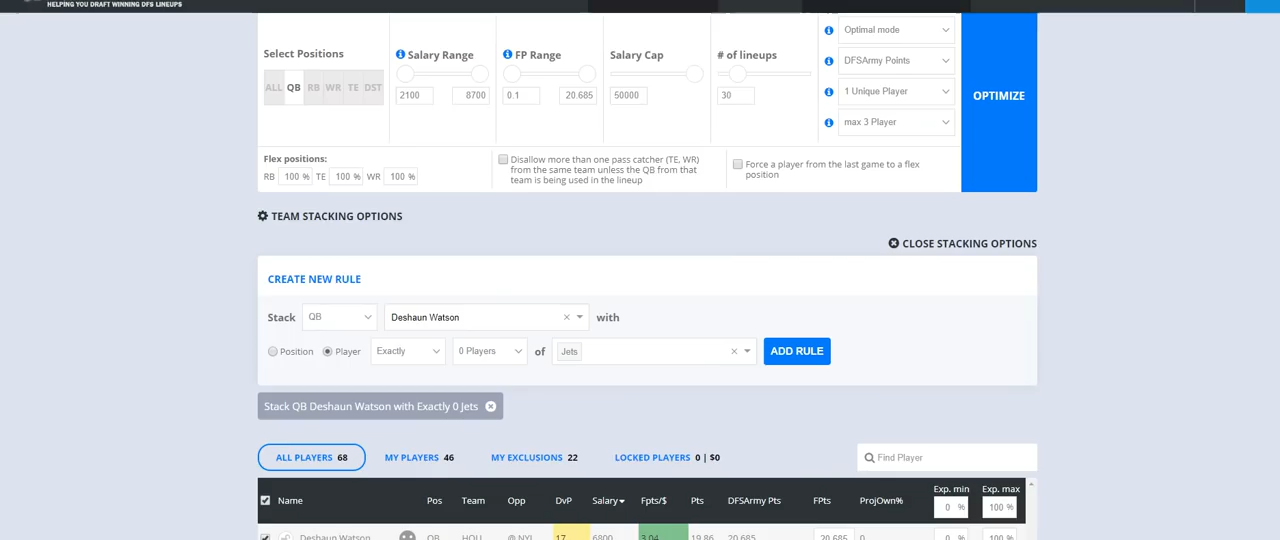 HELPING YOU DRAFT WINNING DFS LINEUPS
Select Positions
ALL QB RB WR TE DST
Salary Range
2100 8700
FP Range
0.1 20.685
Salary Cap
50000
# of lineups
30
Optimal mode
DFSArmy Points
1 Unique Player
max 3 Player
OPTIMIZE
Flex positions:
RB 100 % TE 100 % WR 100 %
Disallow more than one pass catcher (TE, WR)
from the same team unless the QB from that
team is being used in the lineup
Force a player from the last game to a flex
position
TEAM STACKING OPTIONS
CLOSE STACKING OPTIONS
CREATE NEW RULE
Stack QB Deshaun Watson with
Position Player Exactly 0 Players of Jets ADD RULE
Stack QB Deshaun Watson with Exactly 0 Jets
ALL PLAYERS 68 MY PLAYERS 46 MY EXCLUSIONS 22 LOCKED PLAYERS 0 | $0 Find Player
Name Pos Team Opp DvP Salary Fpts/$ Pts DFSArmy Pts FPts ProjOwn% Exp. min 0 % Exp. max 100 %
Deshaun Watson QB HOU @ NYJ 17 6800 3.04 19.86 20.685 20.685 0 0 % 100 %